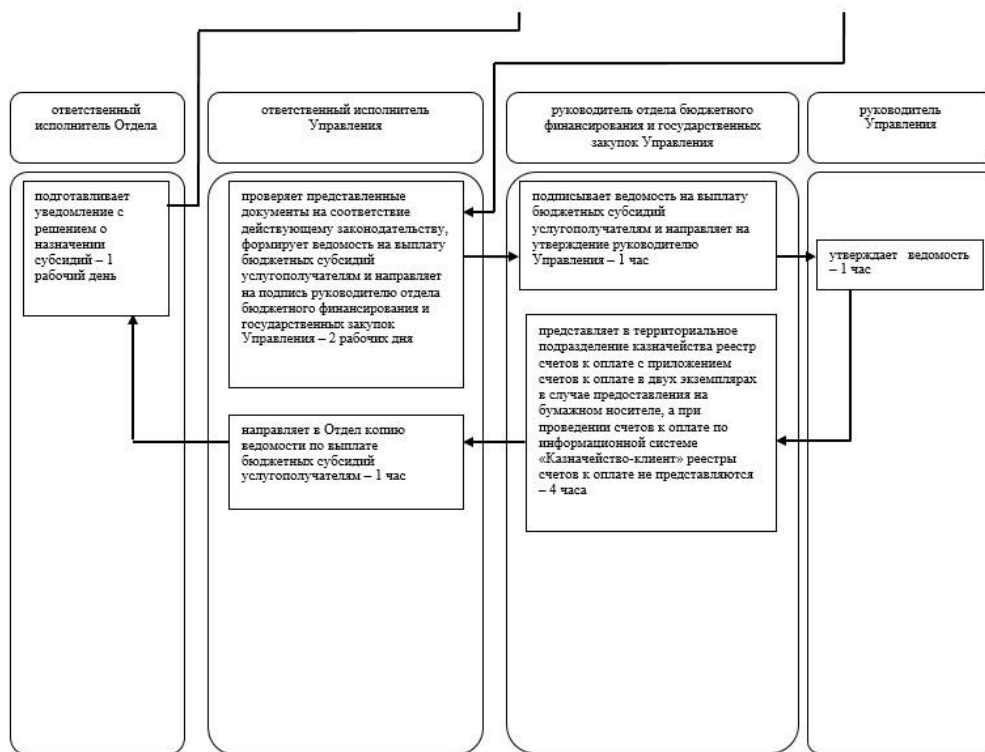 ответственный
исполнитель Отдела
ответственный исполнитель
Управления
руководитель отдела бюджетного
финансирования и государственных
закупок Управления
руководитель
Управления
подготавливает
уведомление с
решением о
назначении
субсидий – 1
рабочий день
проверяет представленные
документы на соответствие
действующему законодательству,
формирует ведомость на выплату
бюджетных субсидий
услугополучателям и направляет
на подпись руководителю отдела
бюджетного финансирования и
государственных закупок
Управления – 2 рабочих дня
подписывает ведомость на выплату
бюджетных субсидий
услугополучателям и направляет на
утверждение руководителю
Управления – 1 час
утверждает ведомость
– 1 час
представляет в территориальное
подразделение казначейства реестр
счетов к оплате с приложением
счетов к оплате в двух экземплярах
в случае предоставления на
бумажном носителе, а при
проведении счетов к оплате по
информационной системе
«Казначейство-клиент» реестры
счетов к оплате не представляются
– 4 часа
направляет в Отдел копию
ведомости по выплате
бюджетных субсидий
услугополучателям – 1 час